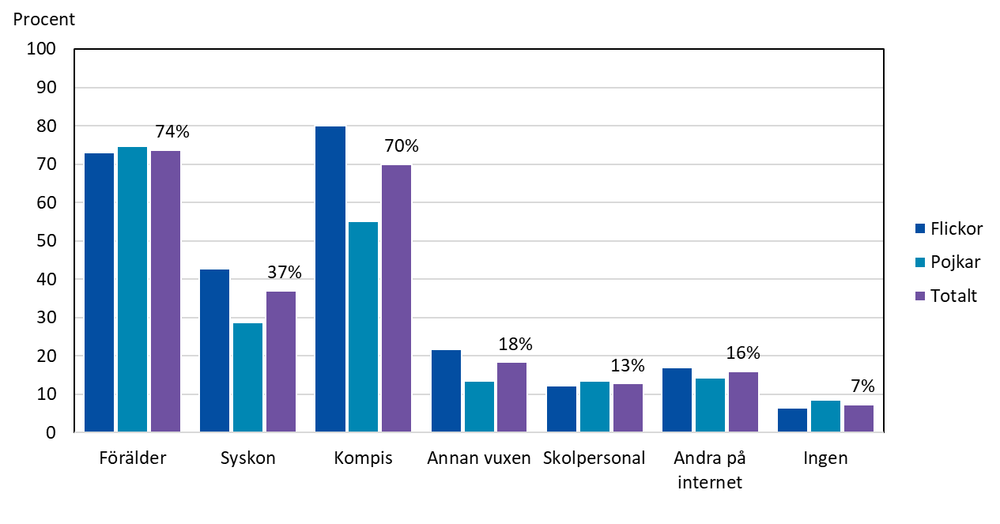 Procent
100
90
80
70
60
50
40
30
20
10
0
74%
37%
70%
18%
13%
16%
7%
Förälder
Syskon
Kompis
Annan vuxen
Skolpersonal
Andra på
internet
Ingen
Flickor
Pojkar
Totalt